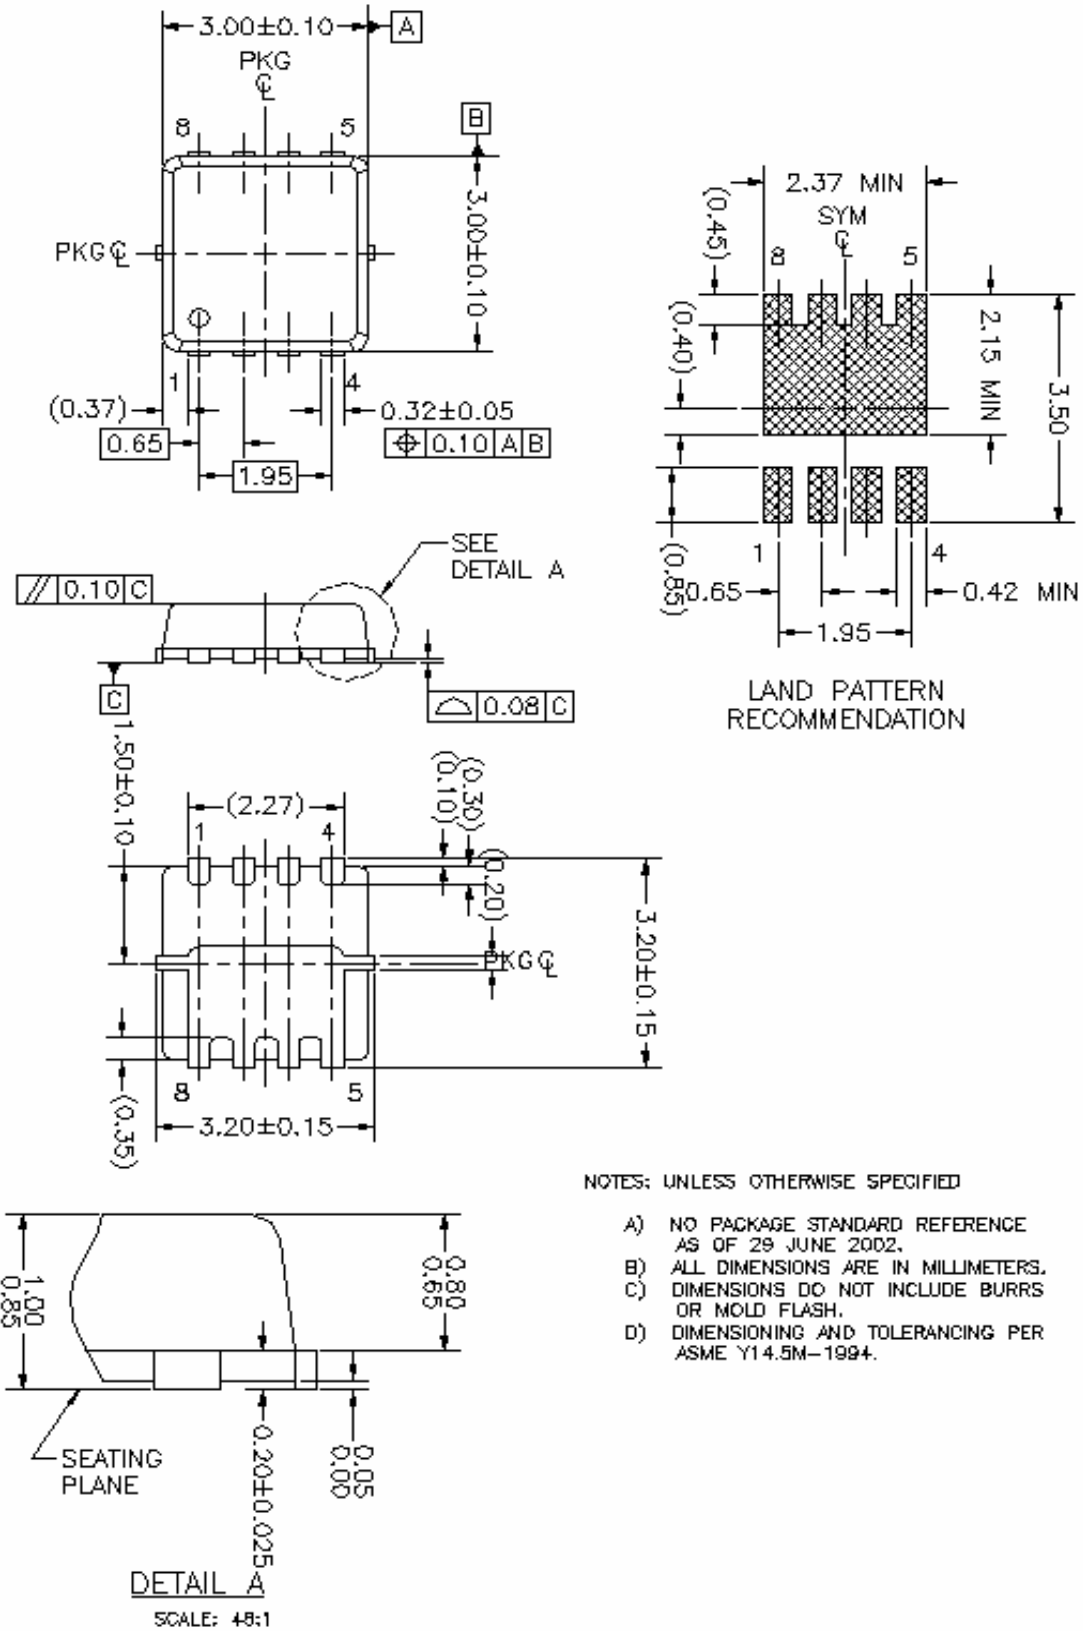 3.00±0.10 A
PKG
℄
8 5
B
3.00±0.10
PKG ℄
1 4
(0.37)
0.32±0.05
0.65
⌖ 0.10 A B
1.95
2.37 MIN
SYM
℄
(0.45)
8 5
(0.40)
2.15 MIN
3.50
1 4
(0.85)
0.65
0.42 MIN
1.95
LAND PATTERN
RECOMMENDATION
SEE
DETAIL A
// 0.10 C
C
⌓ 0.08 C
1.50±0.10
(2.27)
(0.10)
(0.30)
1 4
(0.20)
3.20±0.15
PKG ℄
8 5
(0.35)
3.20±0.15
NOTES: UNLESS OTHERWISE SPECIFIED
A) NO PACKAGE STANDARD REFERENCE
AS OF 29 JUNE 2002.
B) ALL DIMENSIONS ARE IN MILLIMETERS.
C) DIMENSIONS DO NOT INCLUDE BURRS
OR MOLD FLASH.
D) DIMENSIONING AND TOLERANCING PER
ASME Y14.5M-1994.
1.00
0.85
0.80
0.65
SEATING
PLANE
0.20±0.025
0.05
0.00
DETAIL A
SCALE: 48:1